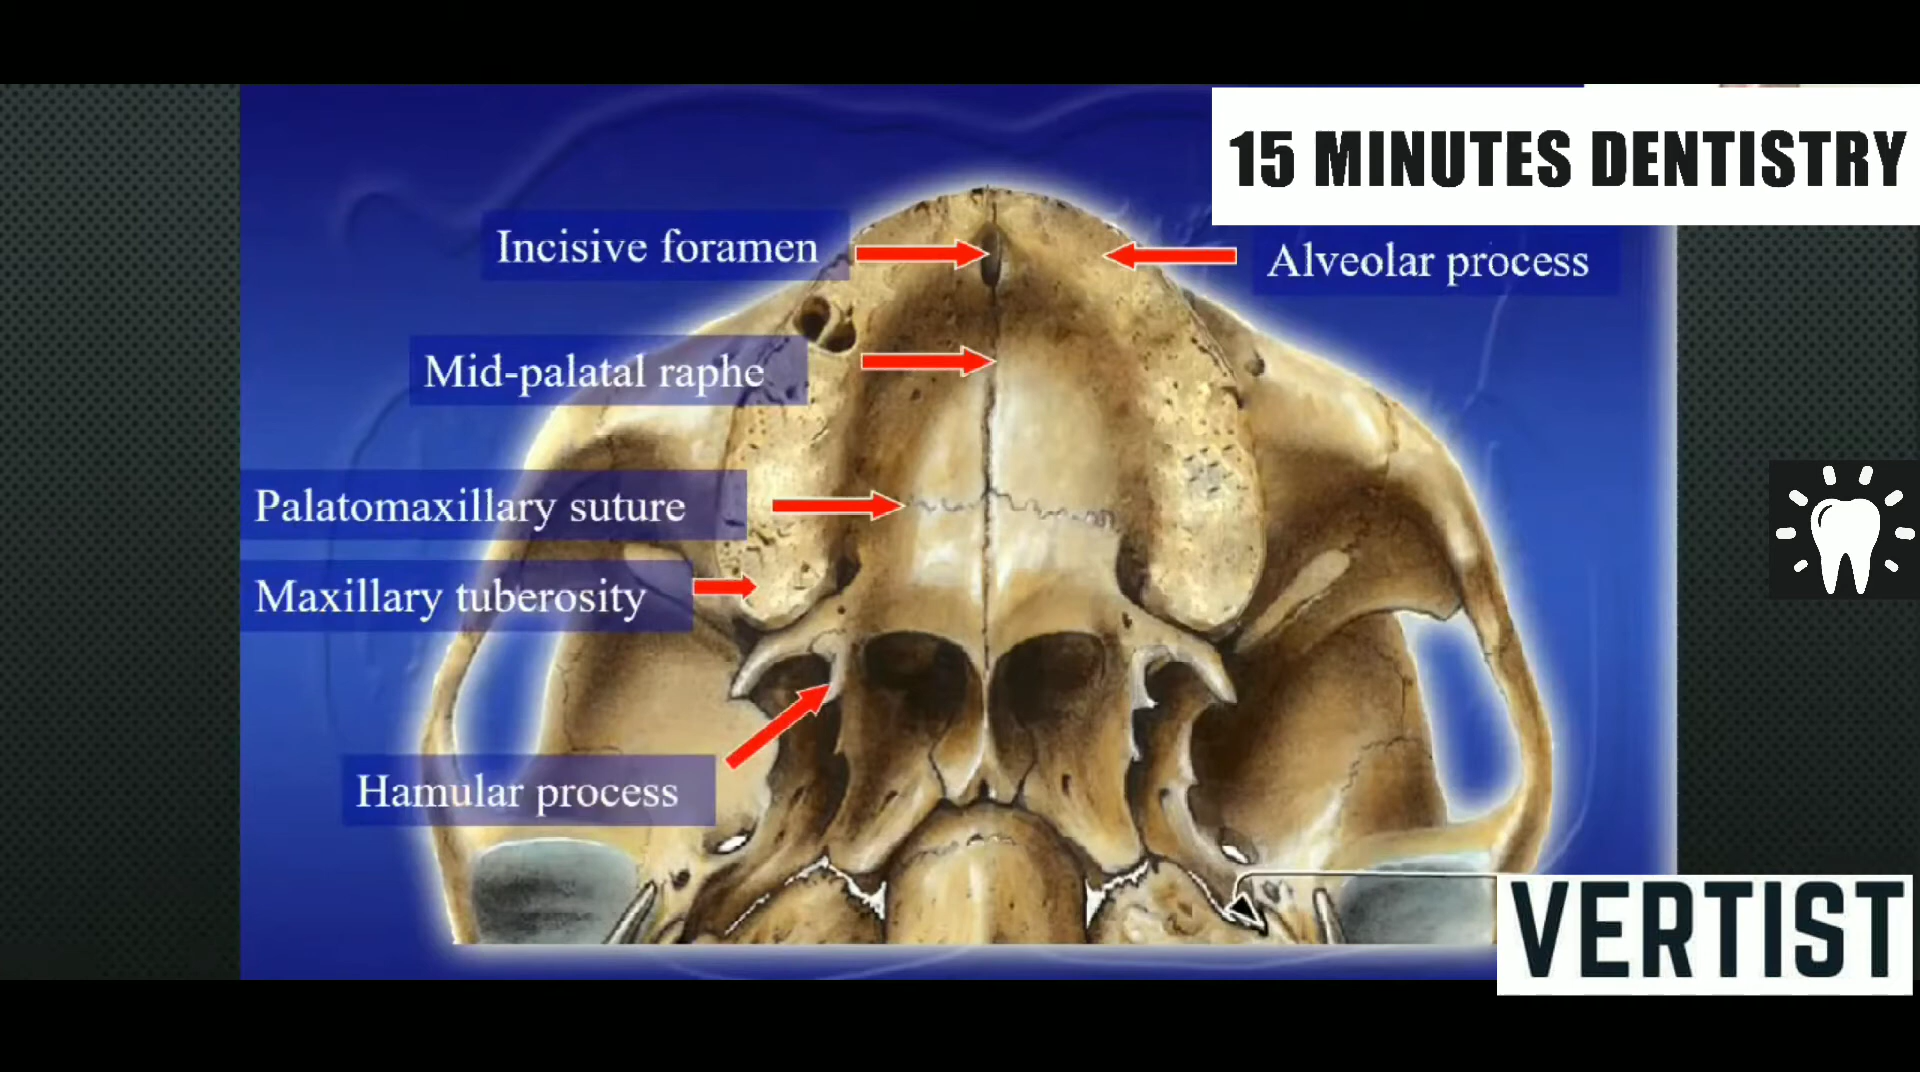 15 MINUTES DENTISTRY
Incisive foramen
Alveolar process
Mid-palatal raphe
Palatomaxillary suture
Maxillary tuberosity
Hamular process
VERTIST